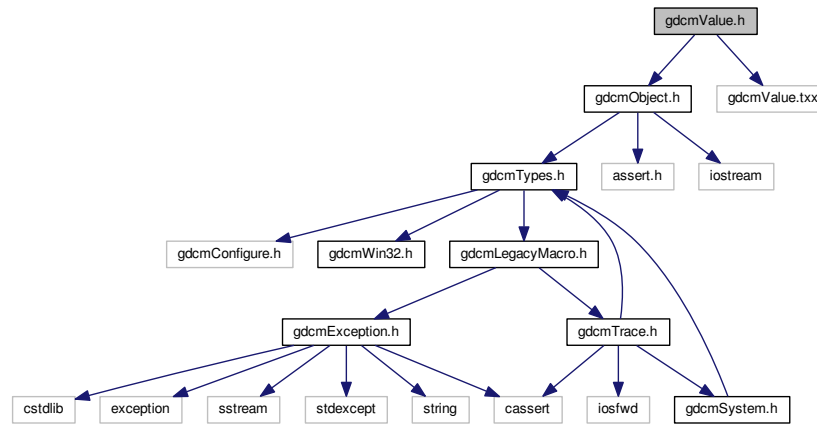 gdcmValue.h
gdcmObject.h
gdcmValue.txx
gdcmTypes.h
assert.h
iostream
gdcmConfigure.h
gdcmWin32.h
gdcmLegacyMacro.h
gdcmException.h
gdcmTrace.h
cstdlib
exception
sstream
stdexcept
string
cassert
iosfwd
gdcmSystem.h